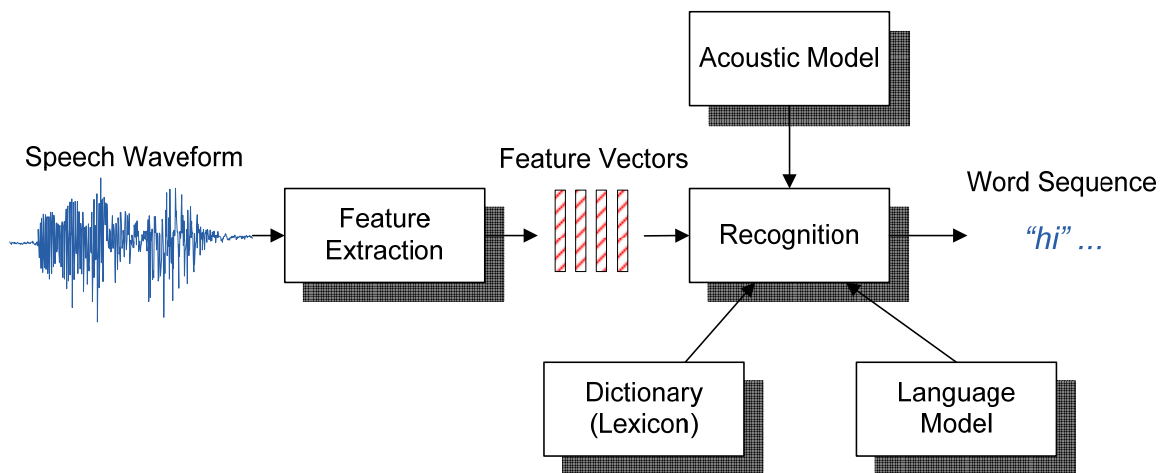 Acoustic Model
Speech Waveform
Feature Vectors
Word Sequence
Feature
Extraction
Recognition
“hi” ...
Dictionary
(Lexicon)
Language
Model